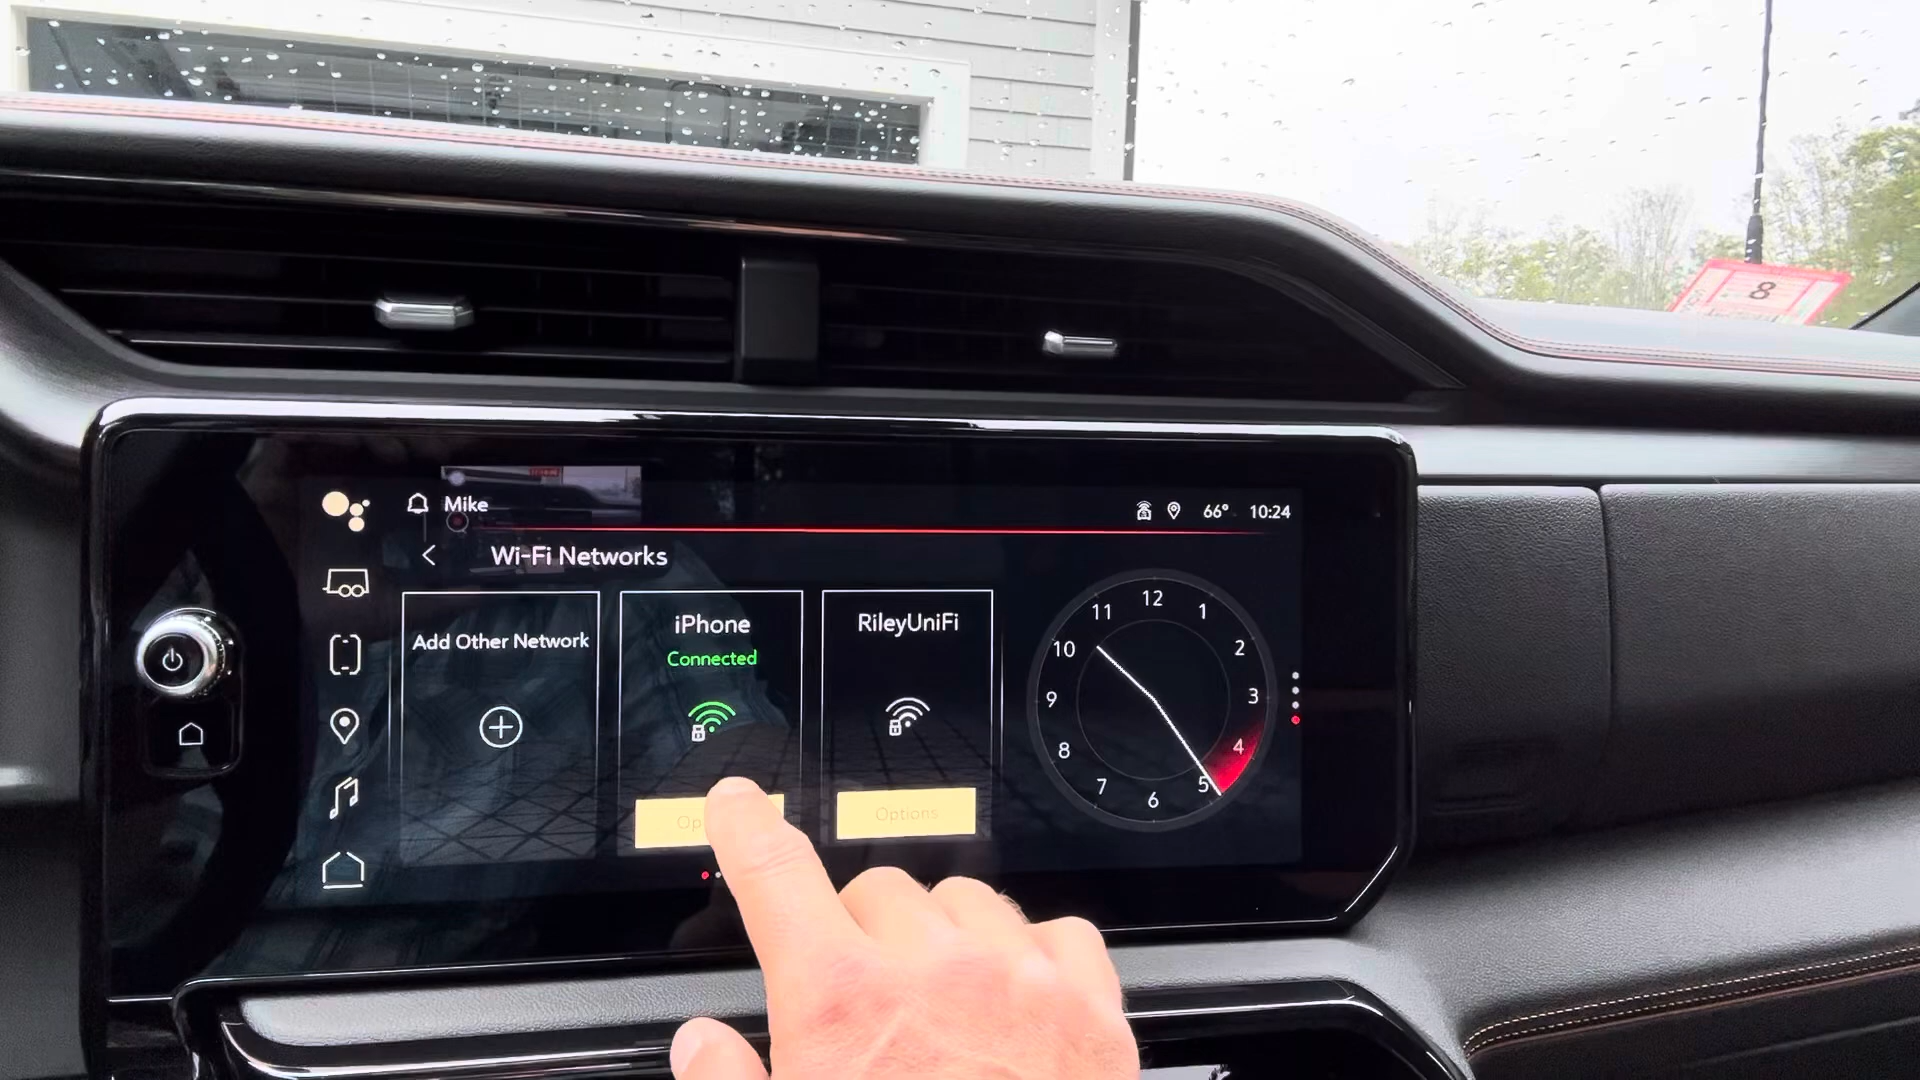 8
Mike
66° 10:24
Wi-Fi Networks
Add Other Network
iPhone
Connected
RileyUniFi
Op
Options
12
1
2
3
4
5
6
7
8
9
10
11